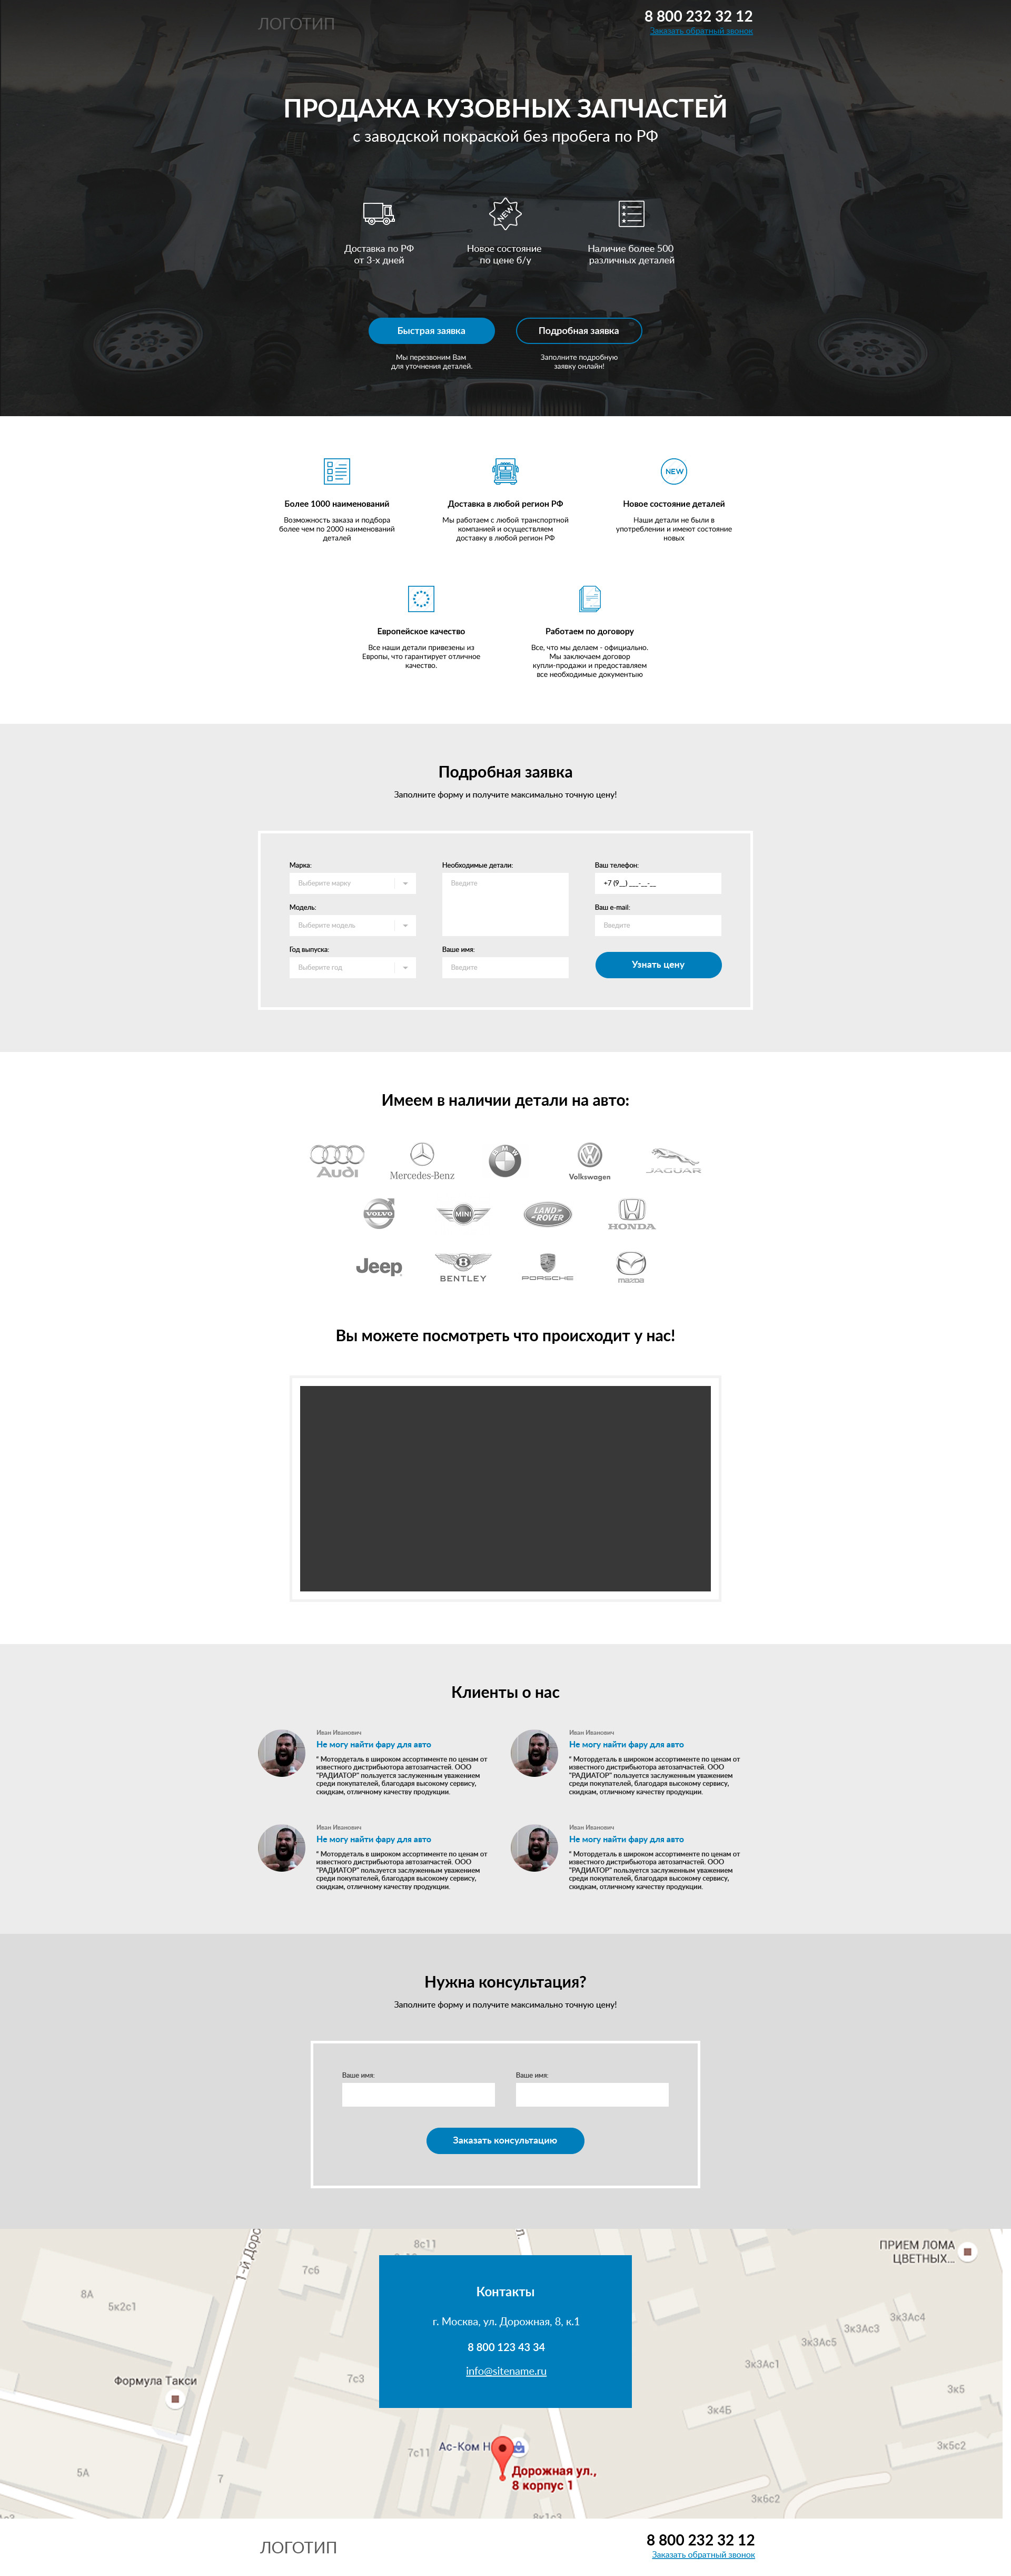 ЛОГОТИП
8 800 232 32 12
Заказать обратный звонок
ПРОДАЖА КУЗОВНЫХ ЗАПЧАСТЕЙ
с заводской покраской без пробега по РФ
NEW
Доставка по РФ
от 3-х дней
Новое состояние
по цене б/у
Наличие более 500
различных деталей
Быстрая заявка
Подробная заявка
Мы перезвоним Вам
для уточнения деталей.
Заполните подробную
заявку онлайн!
NEW
Более 1000 наименований
Возможность заказа и подбора
более чем по 2000 наименований
деталей
Доставка в любой регион РФ
Мы работаем с любой транспортной
компанией и осуществляем
доставку в любой регион РФ
Новое состояние деталей
Наши детали не были в
употреблении и имеют состояние
новых
Европейское качество
Все наши детали привезены из
Европы, что гарантирует отличное
качество.
Работаем по договору
Все, что мы делаем - официально.
Мы заключаем договор
купли-продажи и предоставляем
все необходимые документыю
Подробная заявка
Заполните форму и получите максимально точную цену!
Марка:
Выберите марку
Модель:
Выберите модель
Год выпуска:
Выберите год
Необходимые детали:
Введите
Ваше имя:
Введите
Ваш телефон:
+7 (9__) ___-__-__
Ваш e-mail:
Введите
Узнать цену
Имеем в наличии детали на авто:
Audi
Mercedes-Benz
BMW
Volkswagen
JAGUAR
VOLVO
MINI
LAND ROVER
HONDA
Jeep
B
BENTLEY
PORSCHE
mazda
Вы можете посмотреть что происходит у нас!
Клиенты о нас
Иван Иванович
Не могу найти фару для авто
" Мотордеталь в широком ассортименте по ценам от
известного дистрибьютора автозапчастей. ООО
"РАДИАТОР" пользуется заслуженным уважением
среди покупателей, благодаря высокому сервису,
скидкам, отличному качеству продукции.
Иван Иванович
Не могу найти фару для авто
" Мотордеталь в широком ассортименте по ценам от
известного дистрибьютора автозапчастей. ООО
"РАДИАТОР" пользуется заслуженным уважением
среди покупателей, благодаря высокому сервису,
скидкам, отличному качеству продукции.
Иван Иванович
Не могу найти фару для авто
" Мотордеталь в широком ассортименте по ценам от
известного дистрибьютора автозапчастей. ООО
"РАДИАТОР" пользуется заслуженным уважением
среди покупателей, благодаря высокому сервису,
скидкам, отличному качеству продукции.
Иван Иванович
Не могу найти фару для авто
" Мотордеталь в широком ассортименте по ценам от
известного дистрибьютора автозапчастей. ООО
"РАДИАТОР" пользуется заслуженным уважением
среди покупателей, благодаря высокому сервису,
скидкам, отличному качеству продукции.
Нужна консультация?
Заполните форму и получите максимально точную цену!
Ваше имя:
Ваше имя:
Заказать консультацию
8с11
ПРИЕМ ЛОМА
ЦВЕТНЫХ...
7с6
8А
5к2с1
Контакты
г. Москва, ул. Дорожная, 8, к.1
8 800 123 43 34
info@sitename.ru
3к3Ас4
3к3Ас3
3к3Ас5
3к3Ас1
Формула Такси
7с3
3к5
3к4Б
Ас-Ком Н
7с11
3к5с2
5А
7
Дорожная ул.,
8 корпус 1
3к6с2
8к1с3
ЛОГОТИП
8 800 232 32 12
Заказать обратный звонок